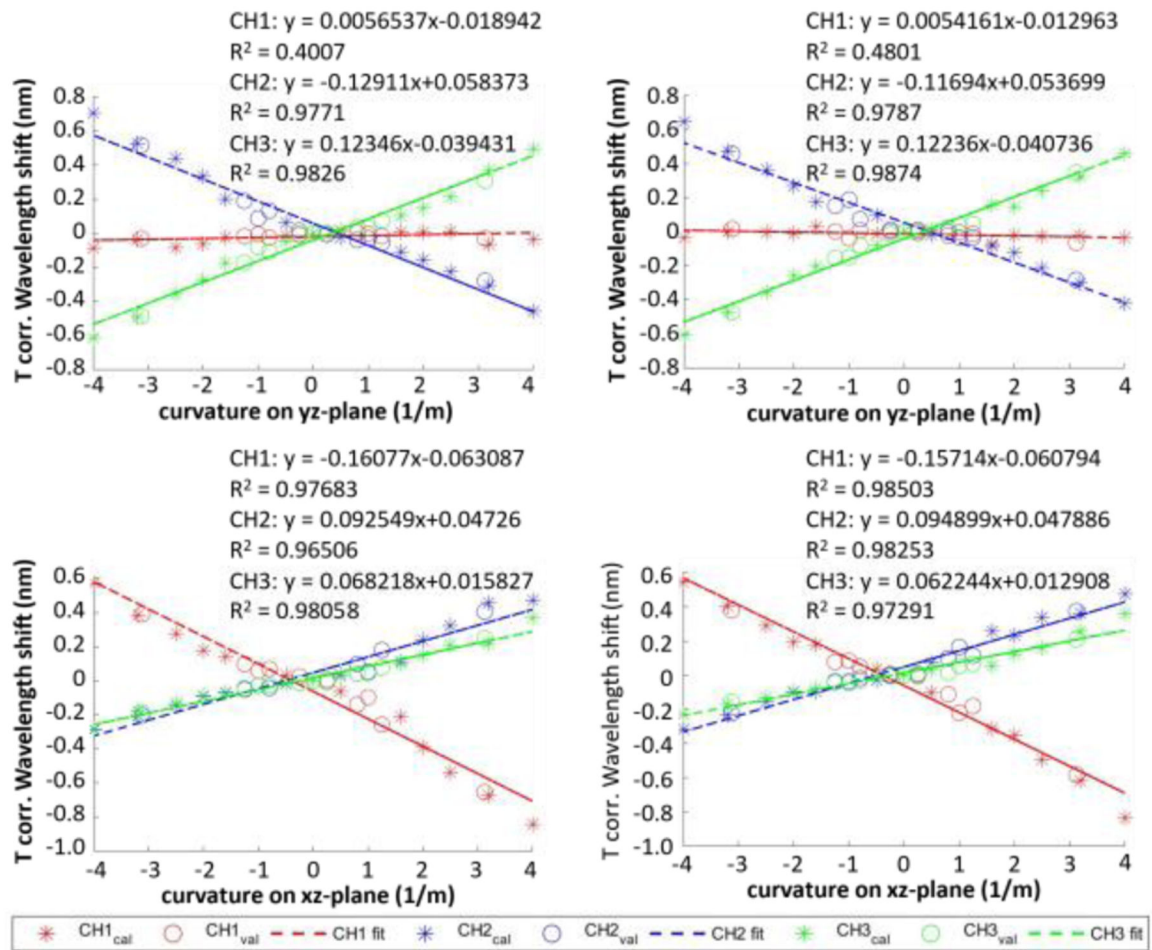 CH1: y = 0.0056537x-0.018942
R² = 0.4007
CH2: y = -0.12911x+0.058373
R² = 0.9771
CH3: y = 0.12346x-0.039431
R² = 0.9826
T corr. Wavelength shift (nm)
0.8
0.6
0.4
0.2
0
-0.2
-0.4
-0.6
-0.8
-4 -3 -2 -1 0 1 2 3 4
curvature on yz-plane (1/m)
CH1: y = 0.0054161x-0.012963
R² = 0.4801
CH2: y = -0.11694x+0.053699
R² = 0.9787
CH3: y = 0.12236x-0.040736
R² = 0.9874
T corr. Wavelength shift (nm)
0.8
0.6
0.4
0.2
0
-0.2
-0.4
-0.6
-0.8
-4 -3 -2 -1 0 1 2 3 4
curvature on yz-plane (1/m)
CH1: y = -0.16077x-0.063087
R² = 0.97683
CH2: y = 0.092549x+0.04726
R² = 0.96506
CH3: y = 0.068218x+0.015827
R² = 0.98058
T corr. Wavelength shift (nm)
0.6
0.4
0.2
0
-0.2
-0.4
-0.6
-0.8
-1.0
-4 -3 -2 -1 0 1 2 3 4
curvature on xz-plane (1/m)
CH1: y = -0.15714x-0.060794
R² = 0.98503
CH2: y = 0.094899x+0.047886
R² = 0.98253
CH3: y = 0.062244x+0.012908
R² = 0.97291
T corr. Wavelength shift (nm)
0.6
0.4
0.2
0
-0.2
-0.4
-0.6
-0.8
-1.0
-4 -3 -2 -1 0 1 2 3 4
curvature on xz-plane (1/m)
CH1cal CH1val CH1 fit CH2cal CH2val CH2 fit CH3cal CH3val CH3 fit